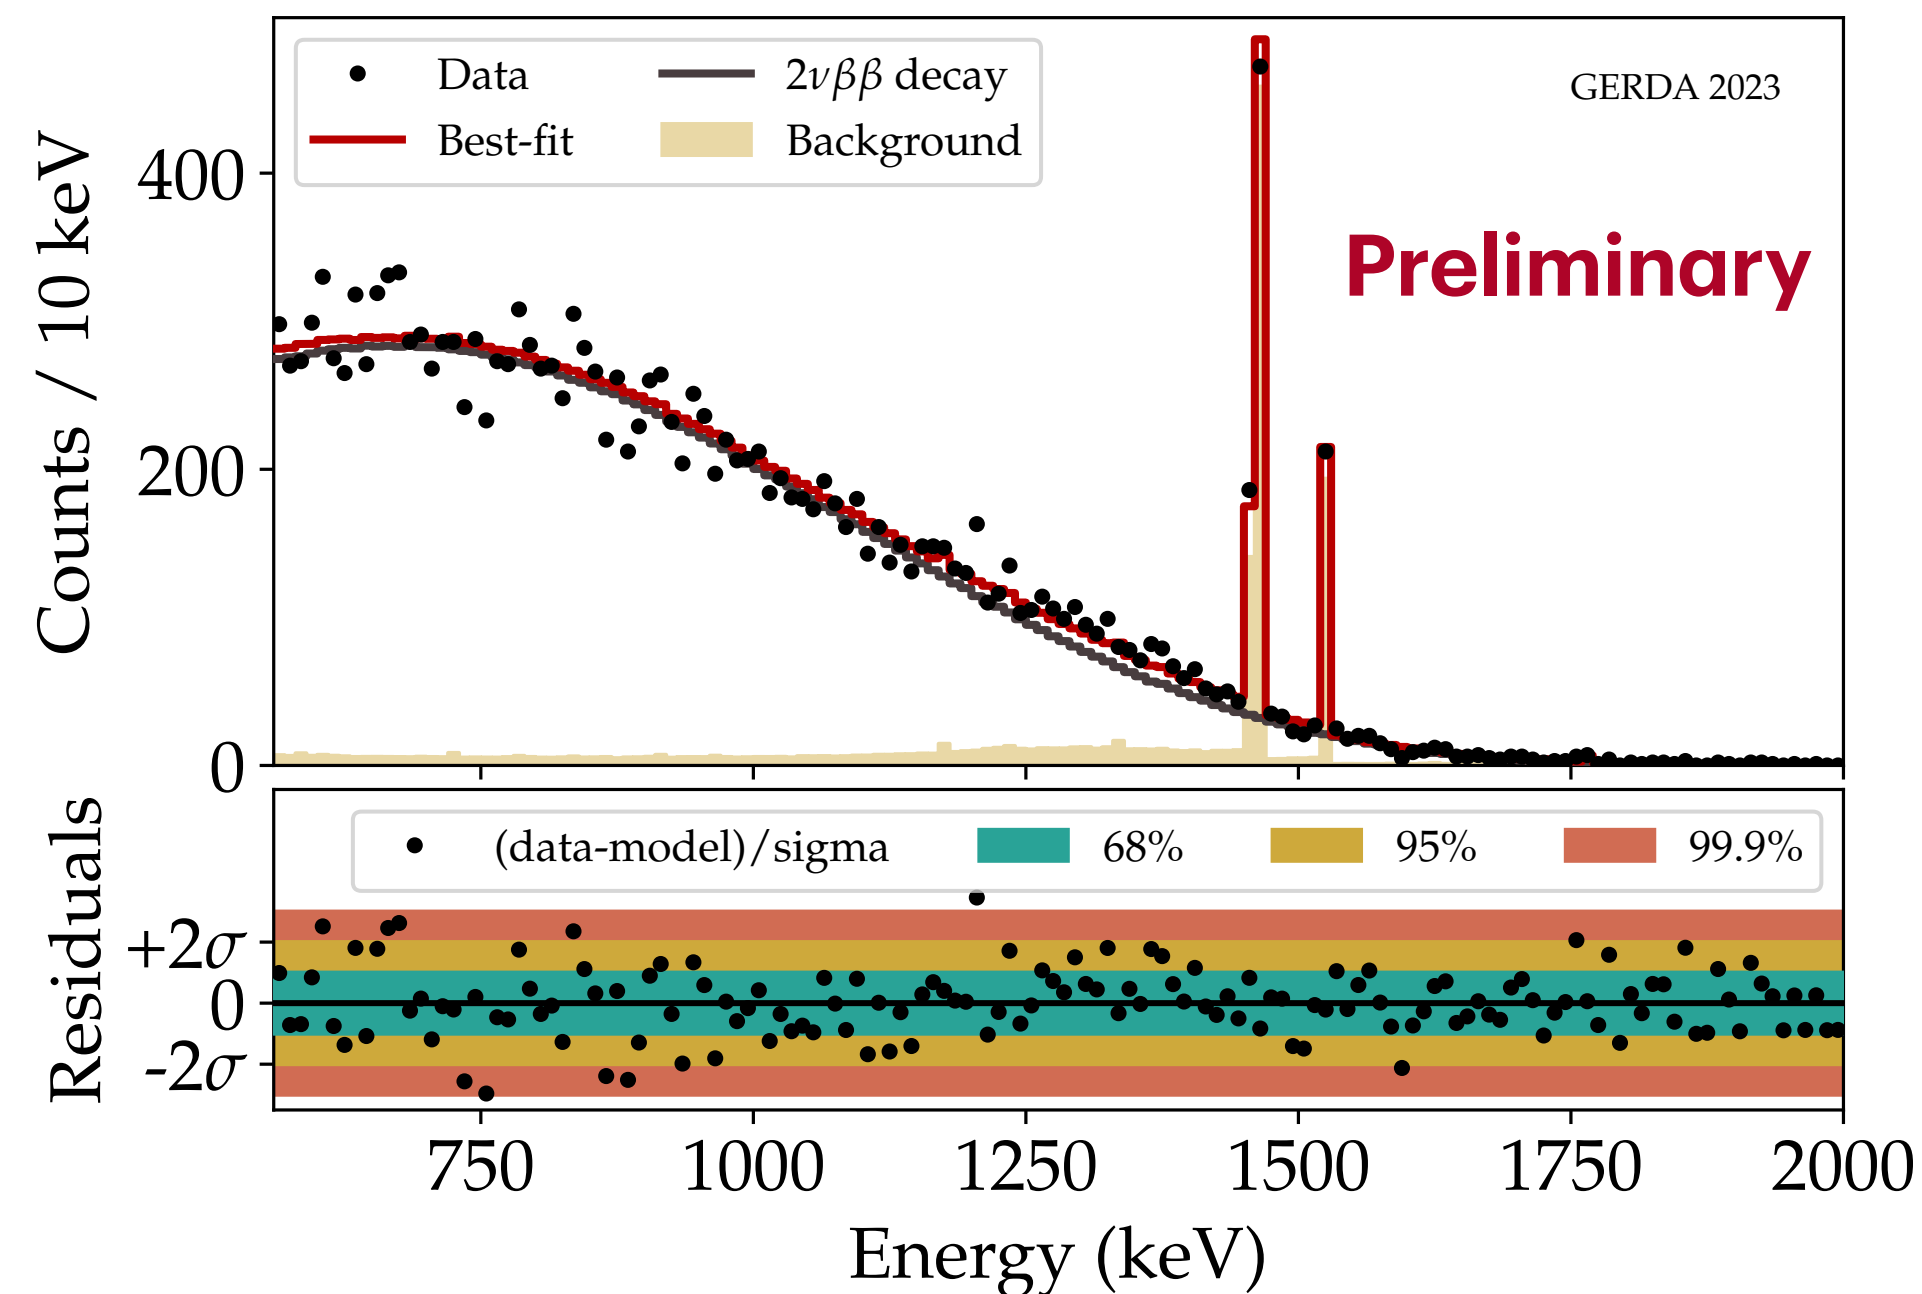 Data
Best-fit
2νββ decay
Background
GERDA 2023
Preliminary
Counts / 10 keV
400
200
0
(data-model)/sigma
68%
95%
99.9%
Residuals
+2σ
0
-2σ
750 1000 1250 1500 1750 2000
Energy (keV)